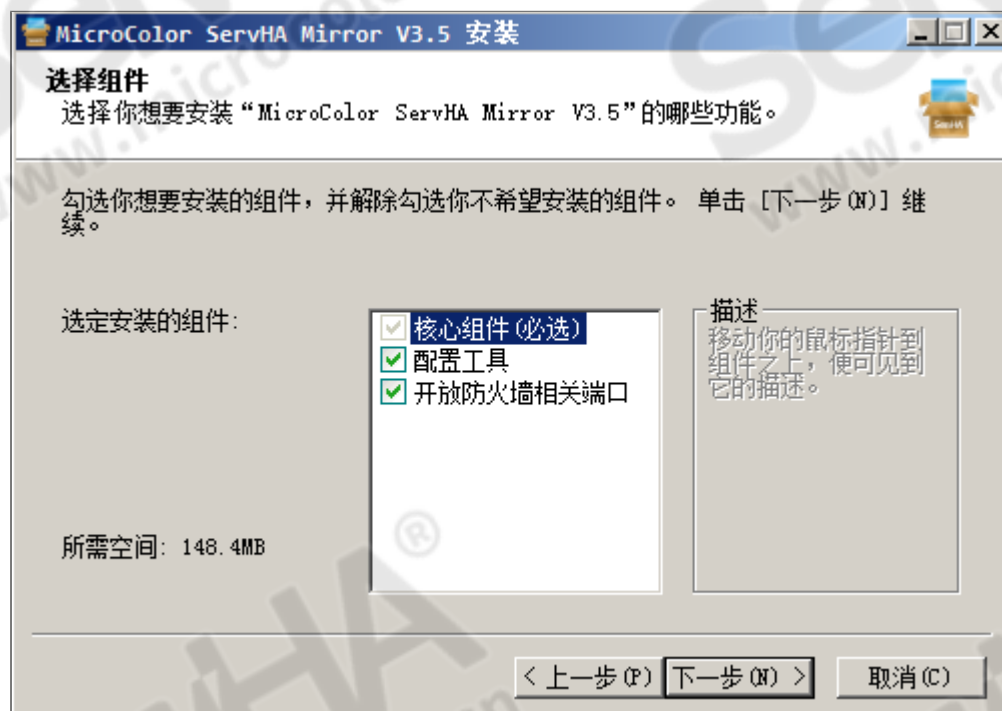 MicroColor ServHA Mirror V3.5 安装
选择组件
选择你想要安装“MicroColor ServHA Mirror V3.5”的哪些功能。
勾选你想要安装的组件，并解除勾选你不希望安装的组件。 单击 [下一步(N)] 继
续。
选定安装的组件:
核心组件(必选)
配置工具
开放防火墙相关端口
描述
移动你的鼠标指针到
组件之上，便可见到
它的描述。
所需空间: 148.4MB
< 上一步(P)
下一步(N) >
取消(C)